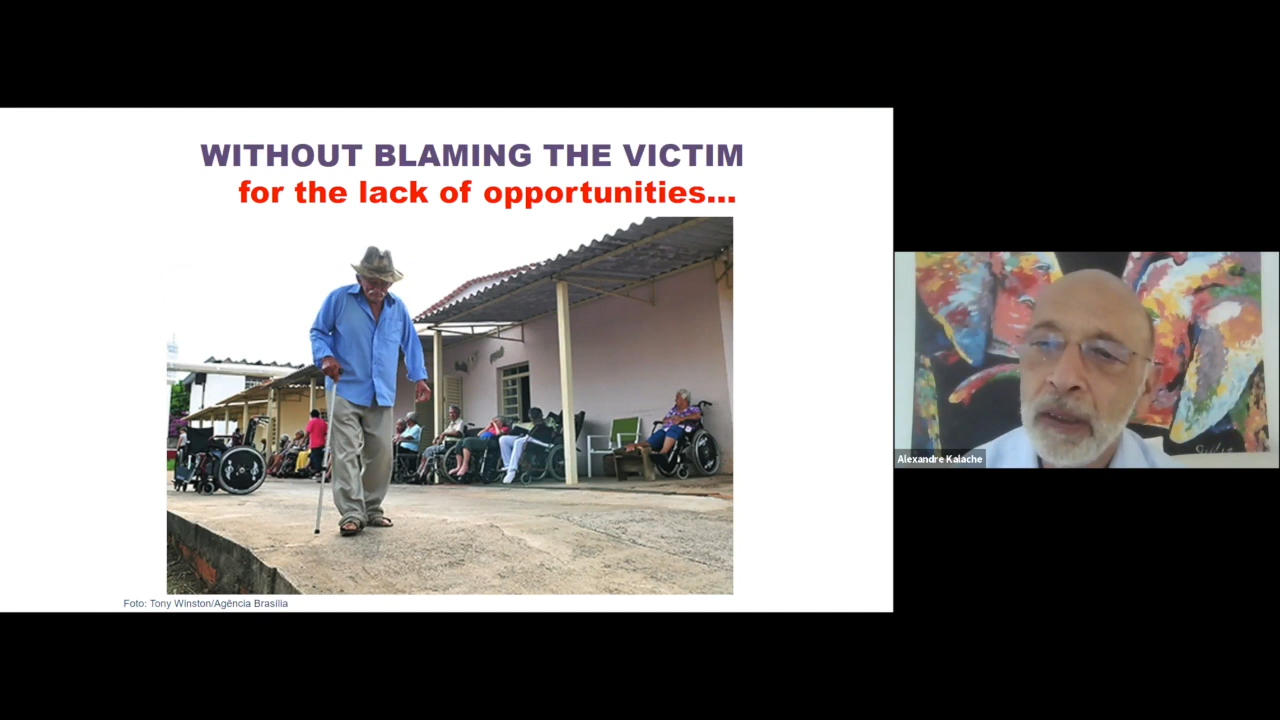 WITHOUT BLAMING THE VICTIM
for the lack of opportunities...
Foto: Tony Winston/Agência Brasília
Alexandre Kalache